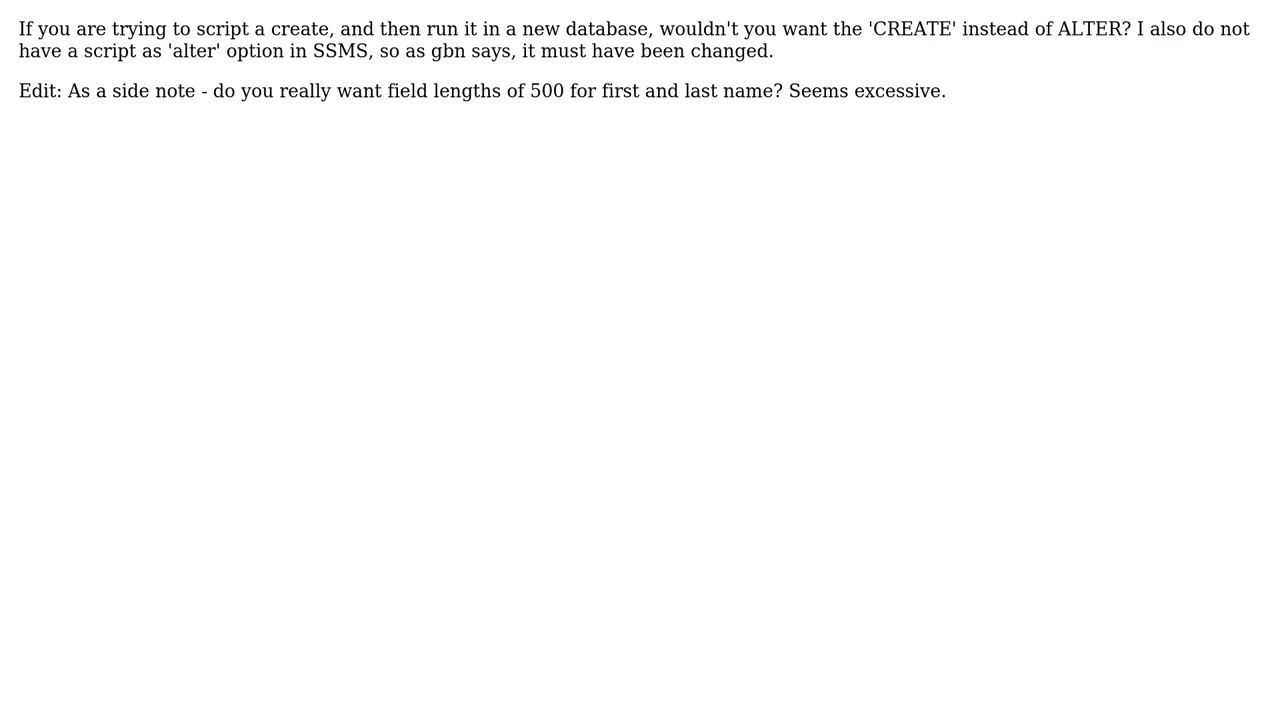 If you are trying to script a create, and then run it in a new database, wouldn't you want the 'CREATE' instead of ALTER? I also do not
have a script as 'alter' option in SSMS, so as gbn says, it must have been changed.
Edit: As a side note - do you really want field lengths of 500 for first and last name? Seems excessive.